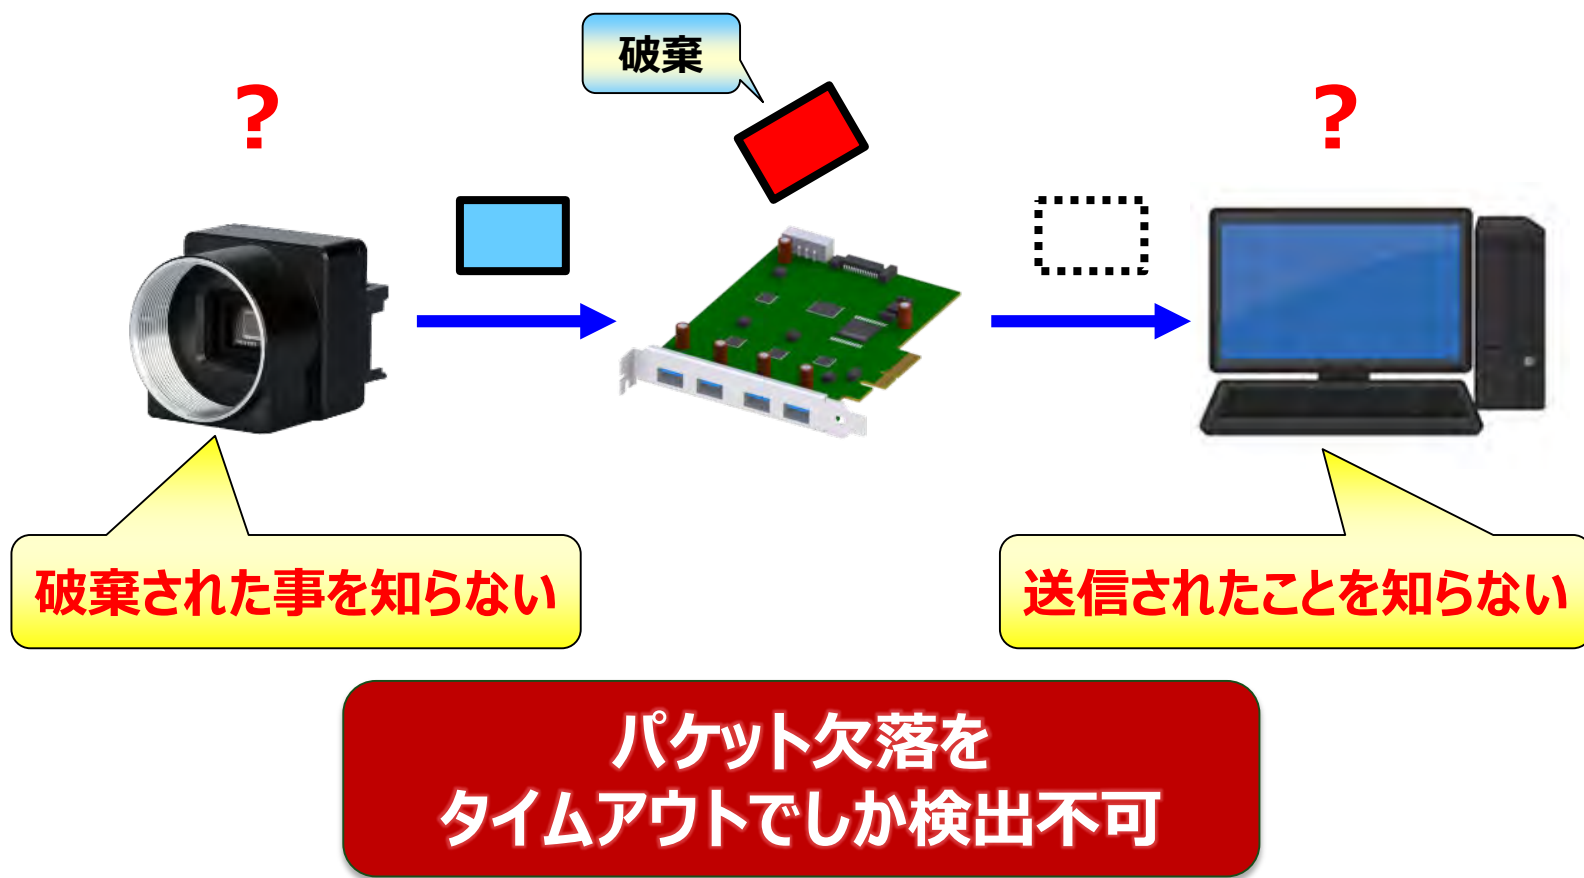 破棄
?
?
破棄された事を知らない
送信されたことを知らない
パケット欠落を
タイムアウトでしか検出不可